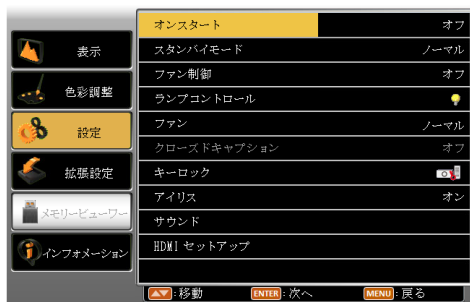 表示
色彩調整
設定
拡張設定
メモリービューワー
インフォメーション
オンスタート オフ
スタンバイモード ノーマル
ファン制御 オフ
ランプコントロール
ファン ノーマル
クローズドキャプション オフ
キーロック
アイリス オン
サウンド
HDMI セットアップ
:移動 ENTER :次へ MENU :戻る